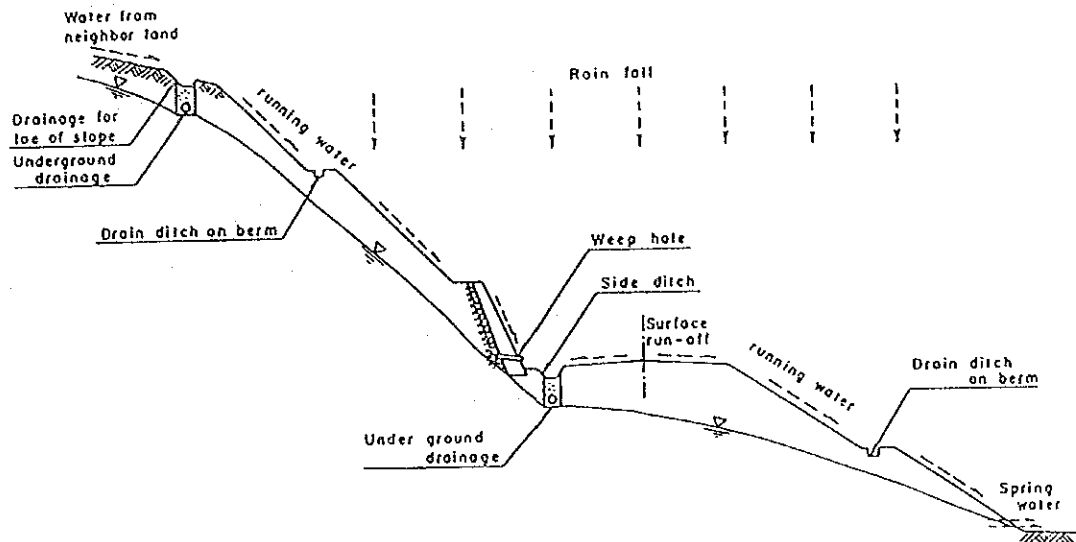 Water from
neighbor land
Rain fall
running water
Drainage for
toe of slope
Underground
drainage
Drain ditch on berm
Weep hole
Side ditch
Surface
run-off
running water
Drain ditch
on berm
Under ground
drainage
Spring
water